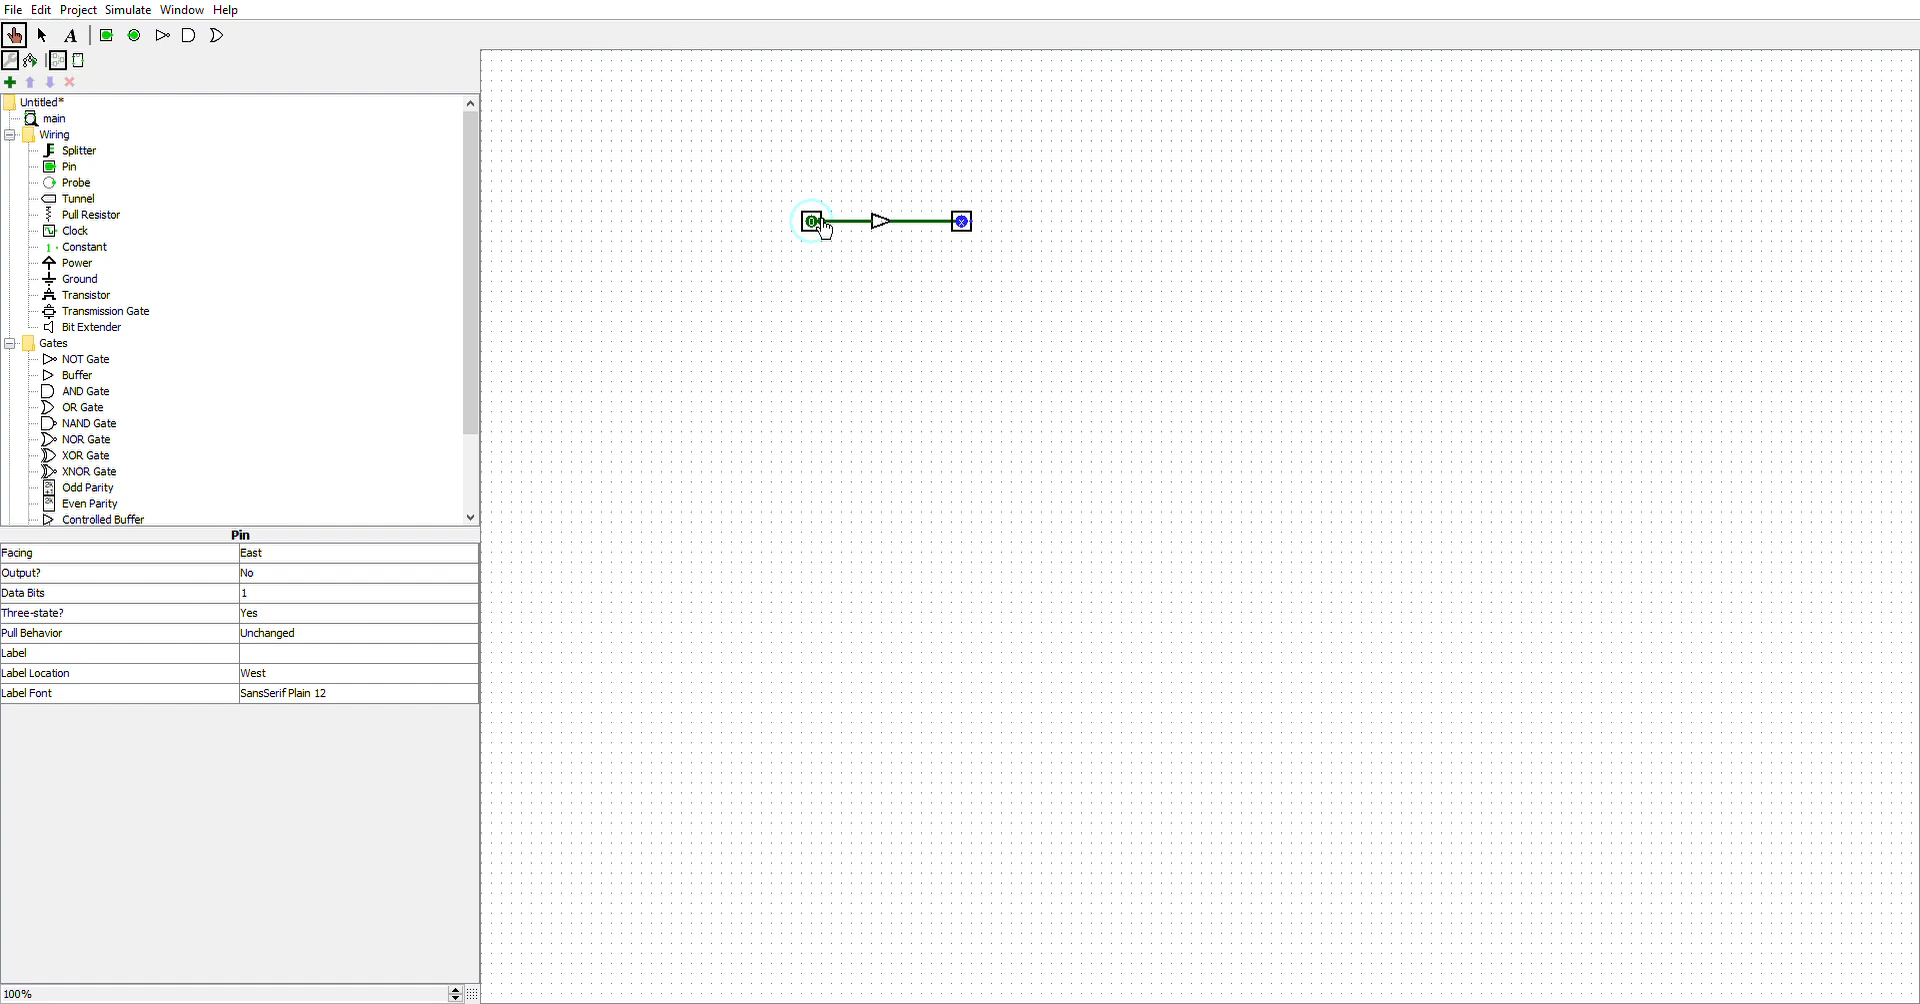 File Edit Project Simulate Window Help
A
Untitled*
main
Wiring
Splitter
Pin
Probe
Tunnel
Pull Resistor
Clock
1 Constant
Power
Ground
Transistor
Transmission Gate
Bit Extender
Gates
NOT Gate
Buffer
AND Gate
OR Gate
NAND Gate
NOR Gate
XOR Gate
XNOR Gate
Odd Parity
Even Parity
Controlled Buffer
Pin
Facing East
Output? No
Data Bits 1
Three-state? Yes
Pull Behavior Unchanged
Label
Label Location West
Label Font SansSerif Plain 12
100%
0 x